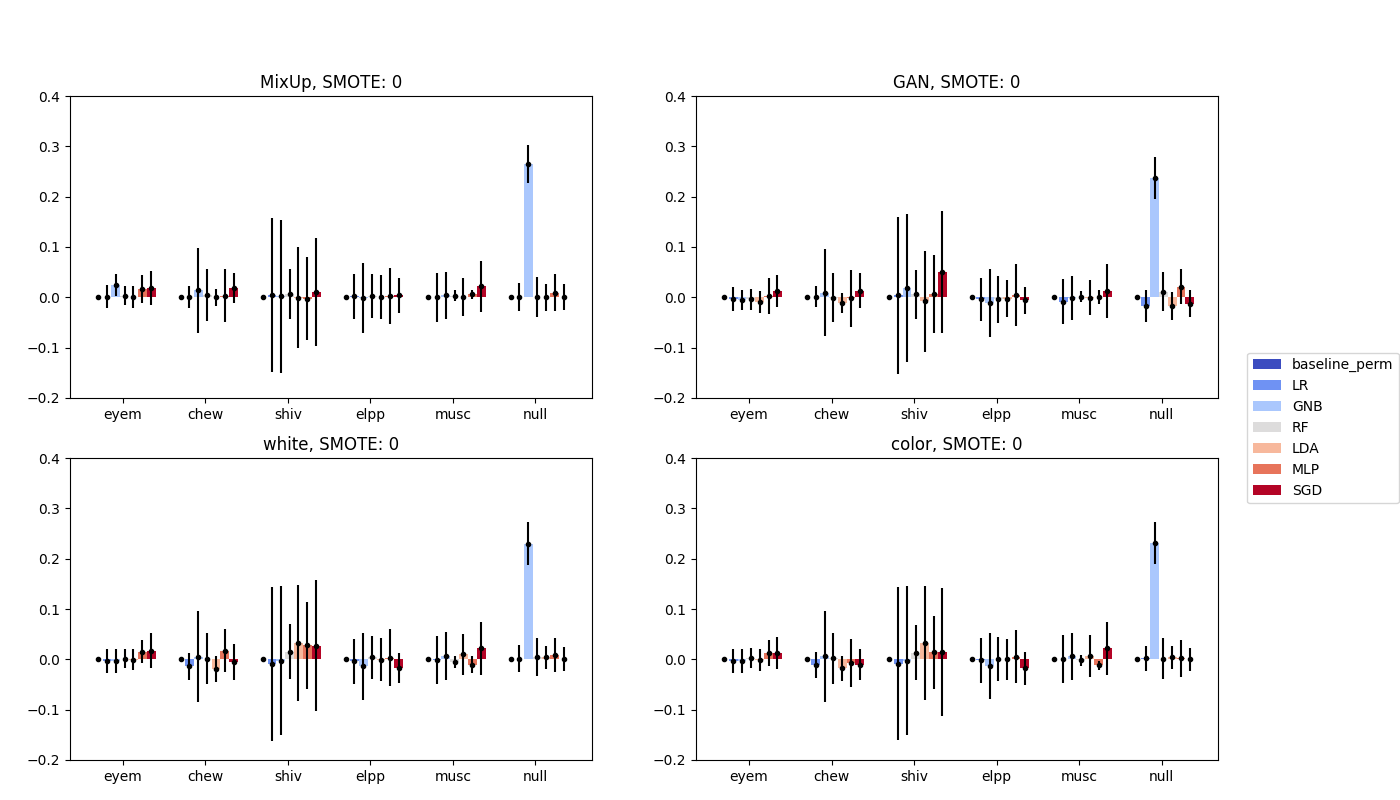 MixUp, SMOTE: 0
0.4
0.3
0.2
0.1
0.0
−0.1
−0.2
eyem chew shiv elpp musc null
GAN, SMOTE: 0
0.4
0.3
0.2
0.1
0.0
−0.1
−0.2
eyem chew shiv elpp musc null
white, SMOTE: 0
0.4
0.3
0.2
0.1
0.0
−0.1
−0.2
eyem chew shiv elpp musc null
color, SMOTE: 0
0.4
0.3
0.2
0.1
0.0
−0.1
−0.2
eyem chew shiv elpp musc null
baseline_perm
LR
GNB
RF
LDA
MLP
SGD